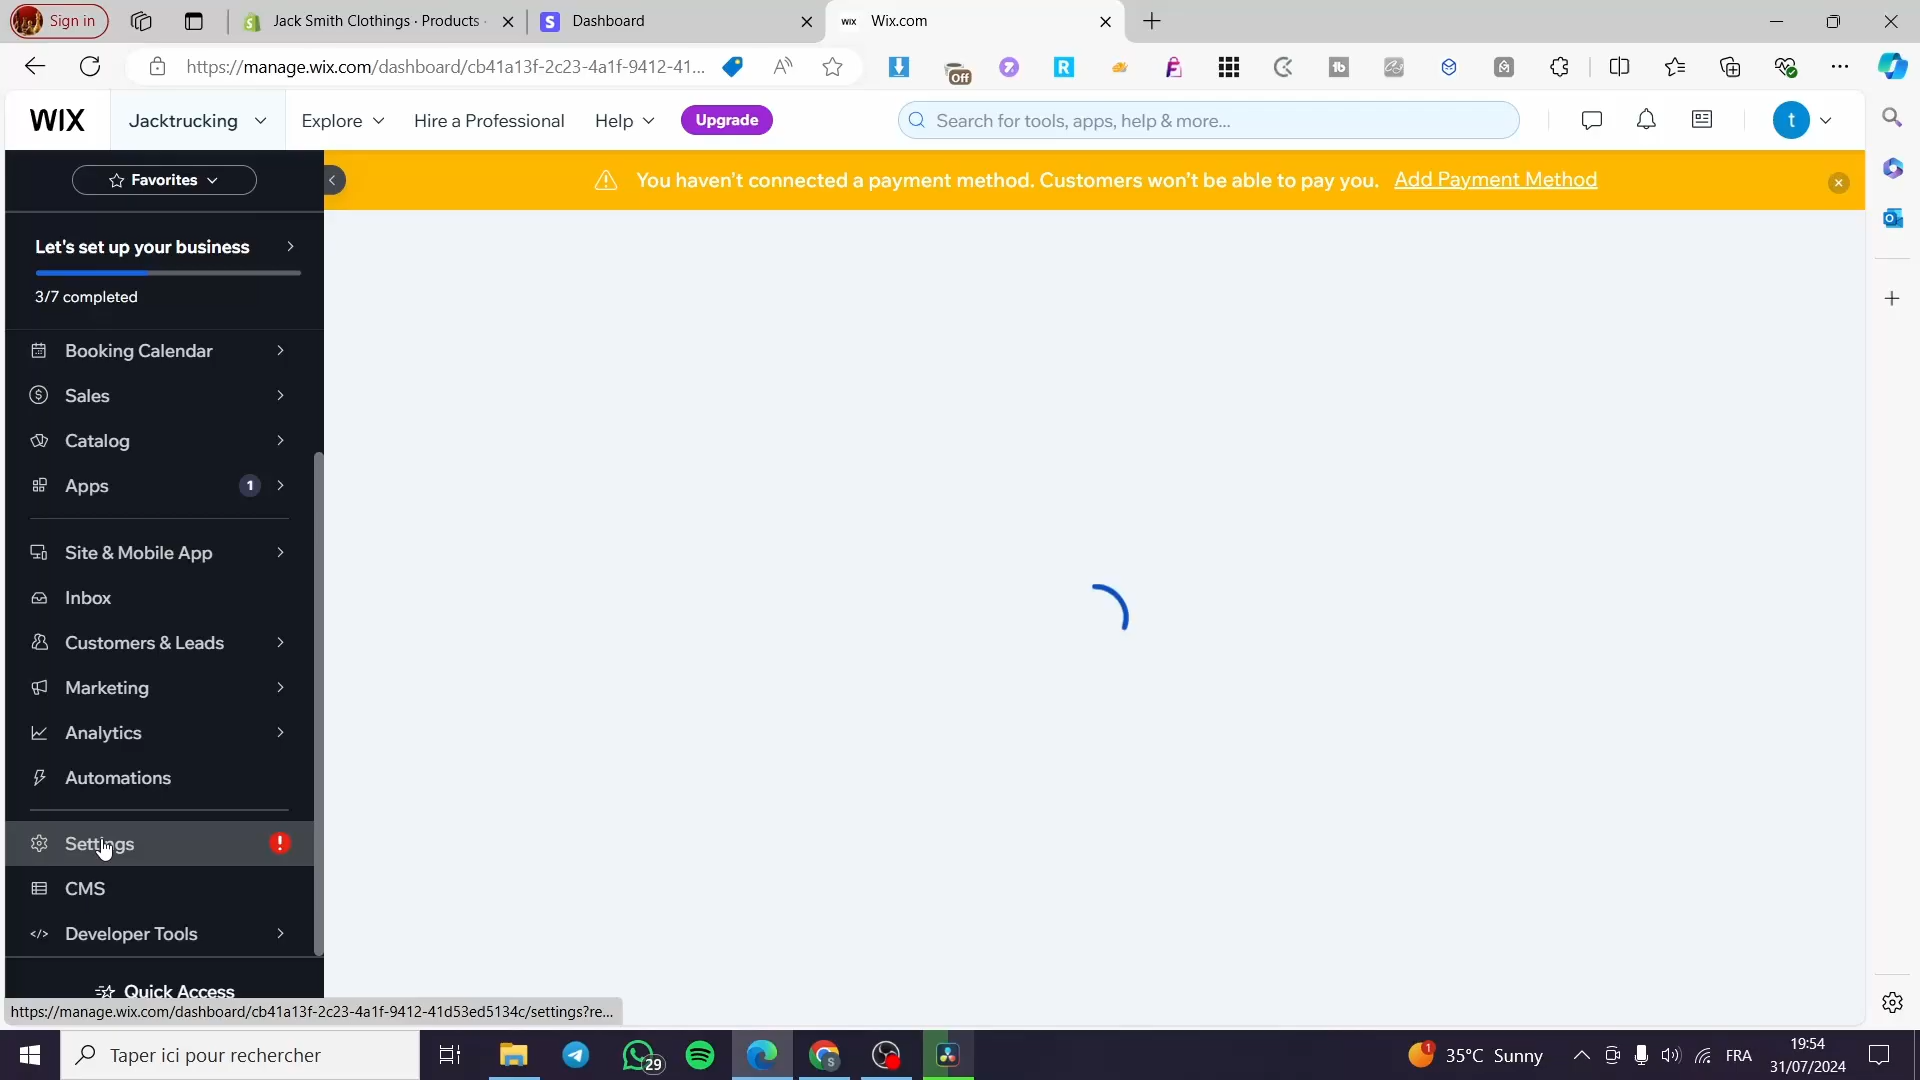 Sign in
Jack Smith Clothings · Products ·
Dashboard
WIX Wix.com
https://manage.wix.com/dashboard/cb41a13f-2c23-4a1f-9412-41...
Off
WIX
Jacktrucking
Explore
Hire a Professional
Help
Upgrade
Search for tools, apps, help & more...
t
Favorites
You haven't connected a payment method. Customers won't be able to pay you. Add Payment Method
Let's set up your business
3/7 completed
Booking Calendar
Sales
Catalog
Apps 1
Site & Mobile App
Inbox
Customers & Leads
Marketing
Analytics
Automations
Settings !
CMS
Developer Tools
Quick Access
https://manage.wix.com/dashboard/cb41a13f-2c23-4a1f-9412-41d53ed5134c/settings?re...
Taper ici pour rechercher
29
S
1
35°C Sunny
FRA
19:54
31/07/2024